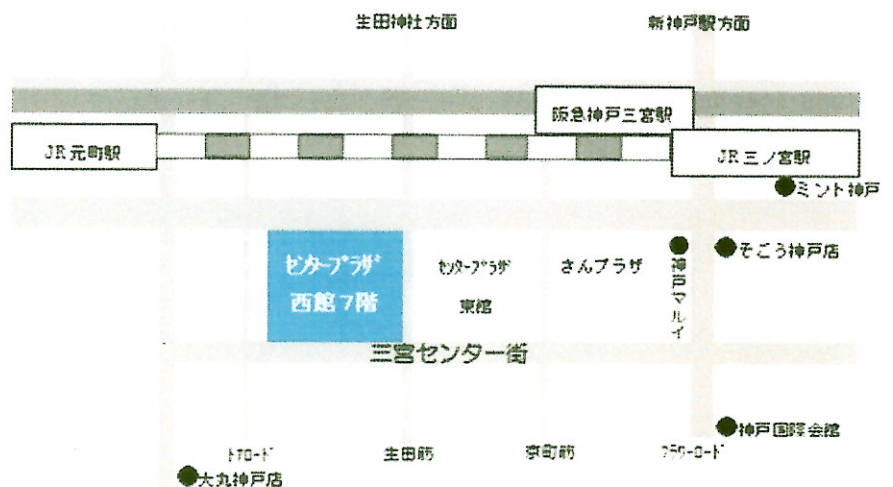 生田神社方面
新神戸駅方面
阪急神戸三宮駅
JR元町駅
JR三ノ宮駅
ミント神戸
センタープラザ
西館7階
センタープラザ
東館
さんプラザ
神戸マルイ
そごう神戸店
三宮センター街
神戸国際会館
トアロード
生田筋
京町筋
フラワーロード
大丸神戸店